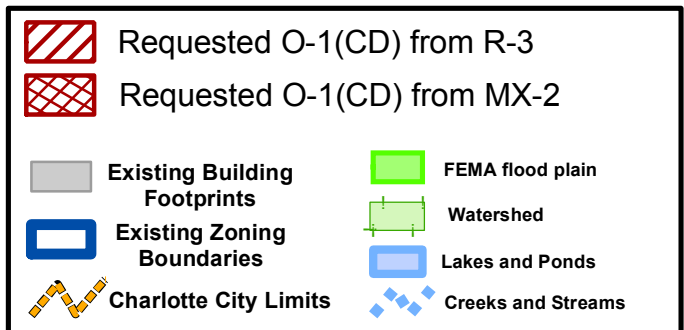 Requested O-1(CD) from R-3
Requested O-1(CD) from MX-2
Existing Building
Footprints
Existing Zoning
Boundaries
Charlotte City Limits
FEMA flood plain
Watershed
Lakes and Ponds
Creeks and Streams